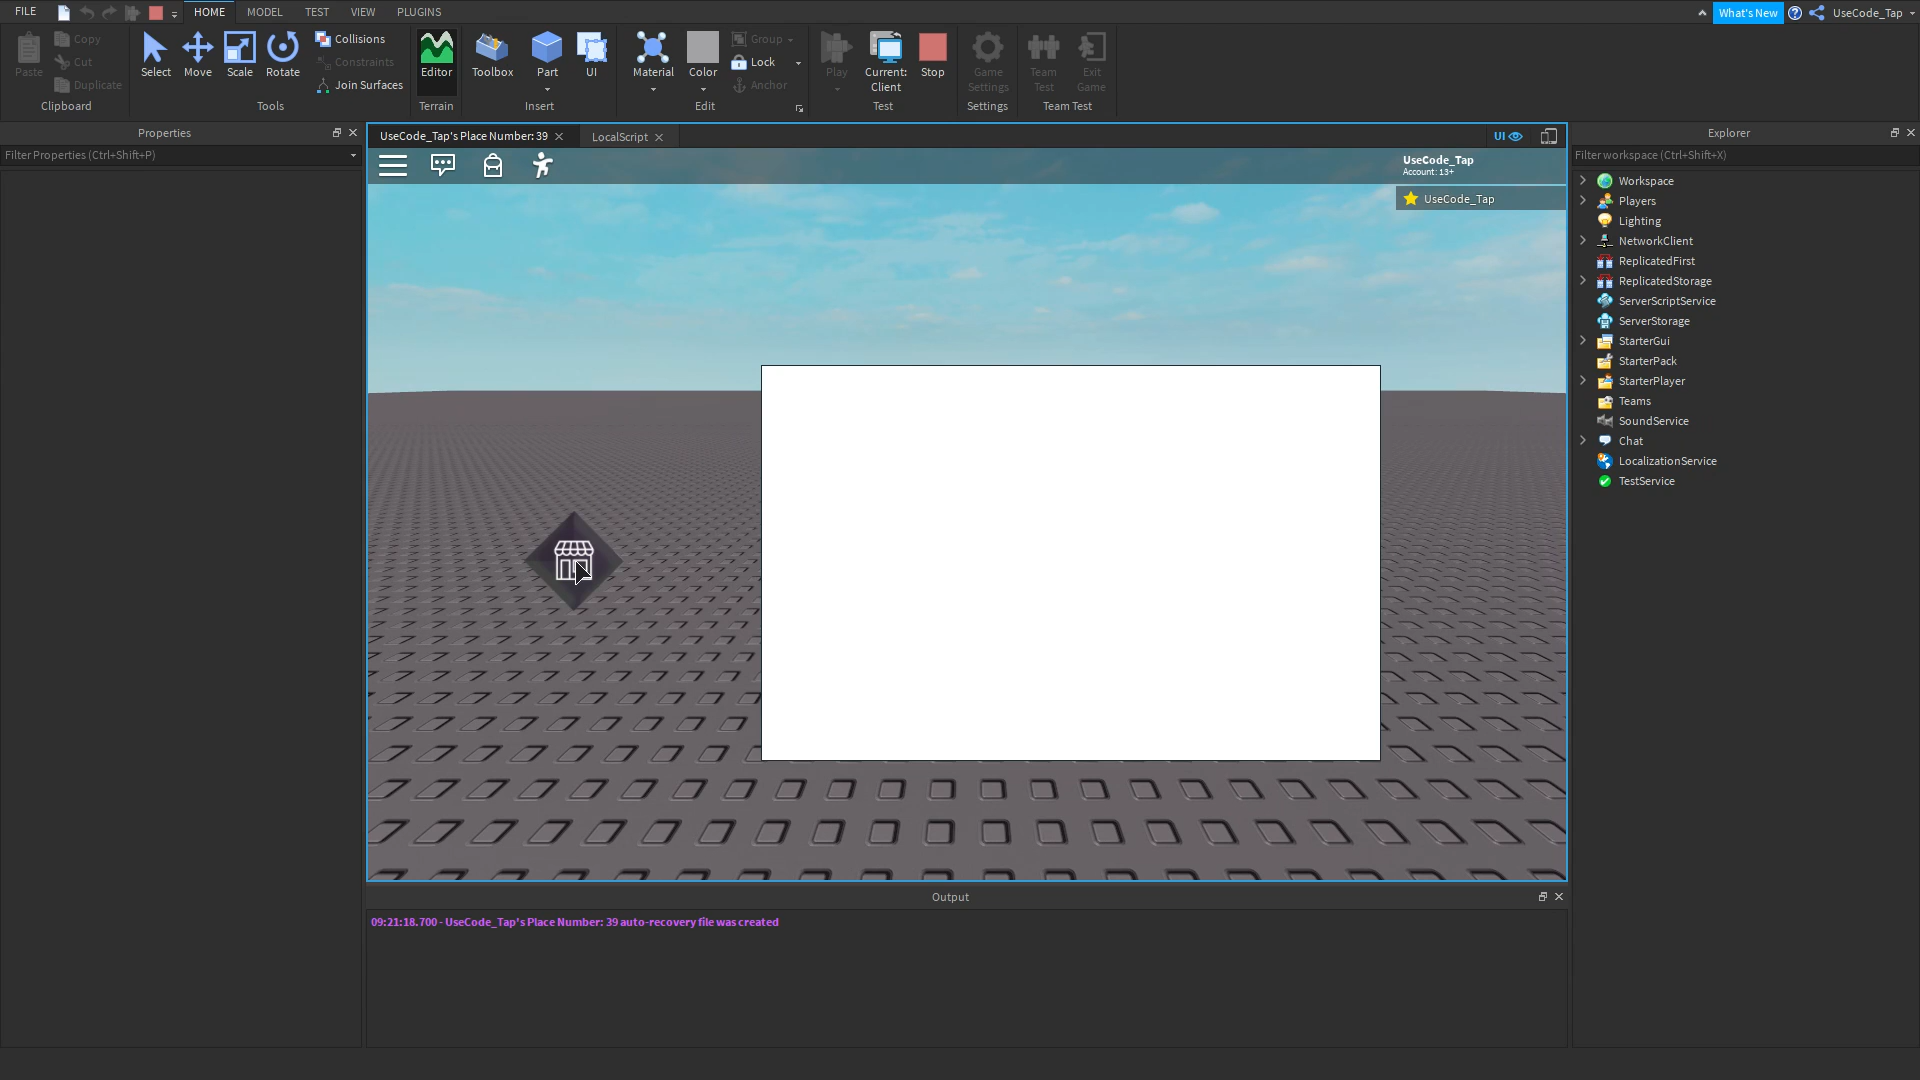 FILE
HOME
MODEL
TEST
VIEW
PLUGINS
What's New
UseCode_Tap
Paste
Copy
Cut
Duplicate
Clipboard
Select
Move
Scale
Rotate
Collisions
Constraints
Join Surfaces
Tools
Editor
Terrain
Toolbox
Part
UI
Insert
Material
Color
Group
Lock
Anchor
Edit
Play
Current:
Client
Stop
Test
Game
Settings
Settings
Team
Test
Exit
Game
Team Test
Properties
Filter Properties (Ctrl+Shift+P)
UseCode_Tap's Place Number: 39
LocalScript
UI
UseCode_Tap
Account: 13+
UseCode_Tap
Output
09:21:18.700 - UseCode_Tap's Place Number: 39 auto-recovery file was created
Explorer
Filter workspace (Ctrl+Shift+X)
Workspace
Players
Lighting
NetworkClient
ReplicatedFirst
ReplicatedStorage
ServerScriptService
ServerStorage
StarterGui
StarterPack
StarterPlayer
Teams
SoundService
Chat
LocalizationService
TestService